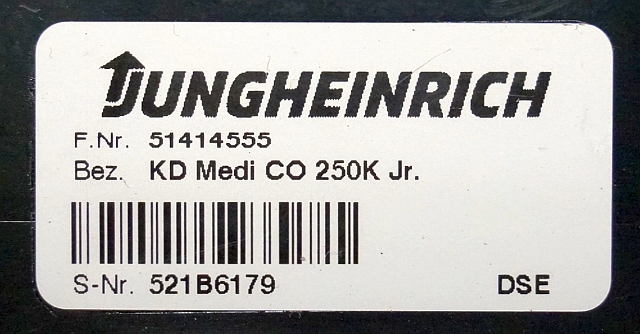 JUNGHEINRICH
F.Nr. 51414555
Bez. KD Medi CO 250K Jr.
S-Nr. 521B6179 DSE